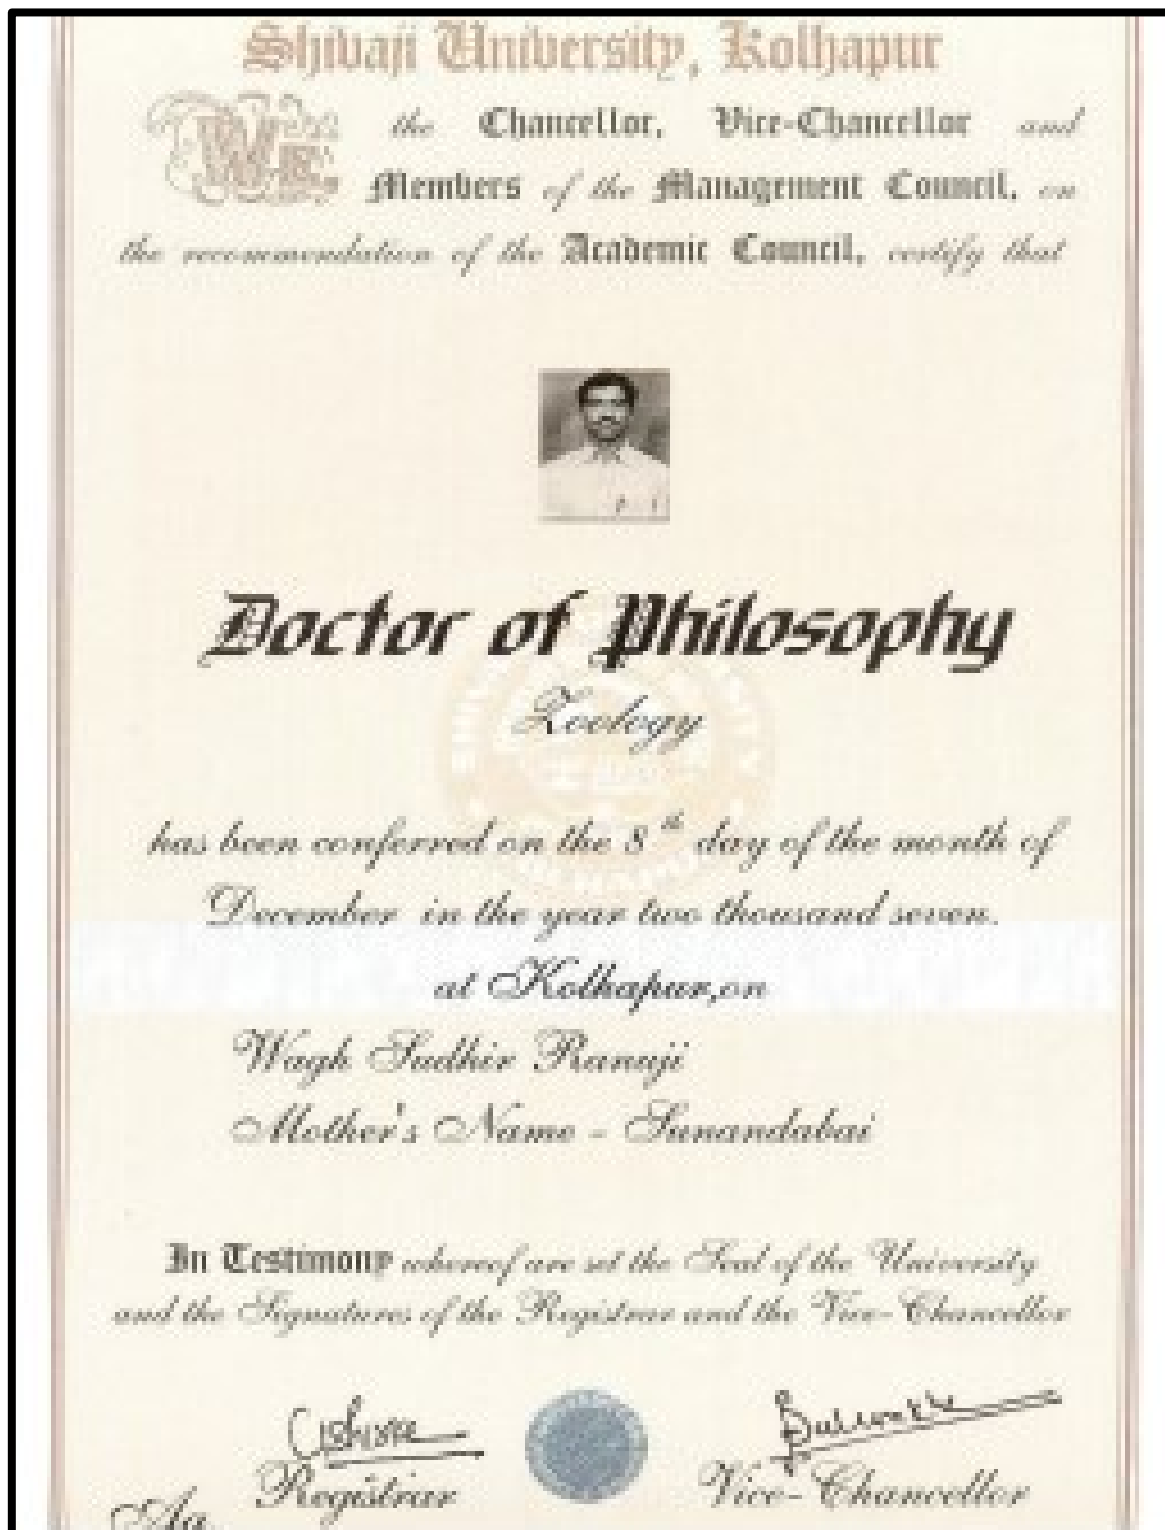 Shivaji University, Kolhapur
We the Chancellor, Vice-Chancellor and
Members of the Management Council, on
the recommendation of the Academic Council, certify that
Doctor of Philosophy
Zoology
has been conferred on the 8th day of the month of
December in the year two thousand seven.
at Kolhapur, on
Wagh Sudhir Ranuji
Mother's Name - Sunandabai
In Testimony whereof are set the Seal of the University
and the Signatures of the Registrar and the Vice-Chancellor
Registrar
Vice-Chancellor
Aa